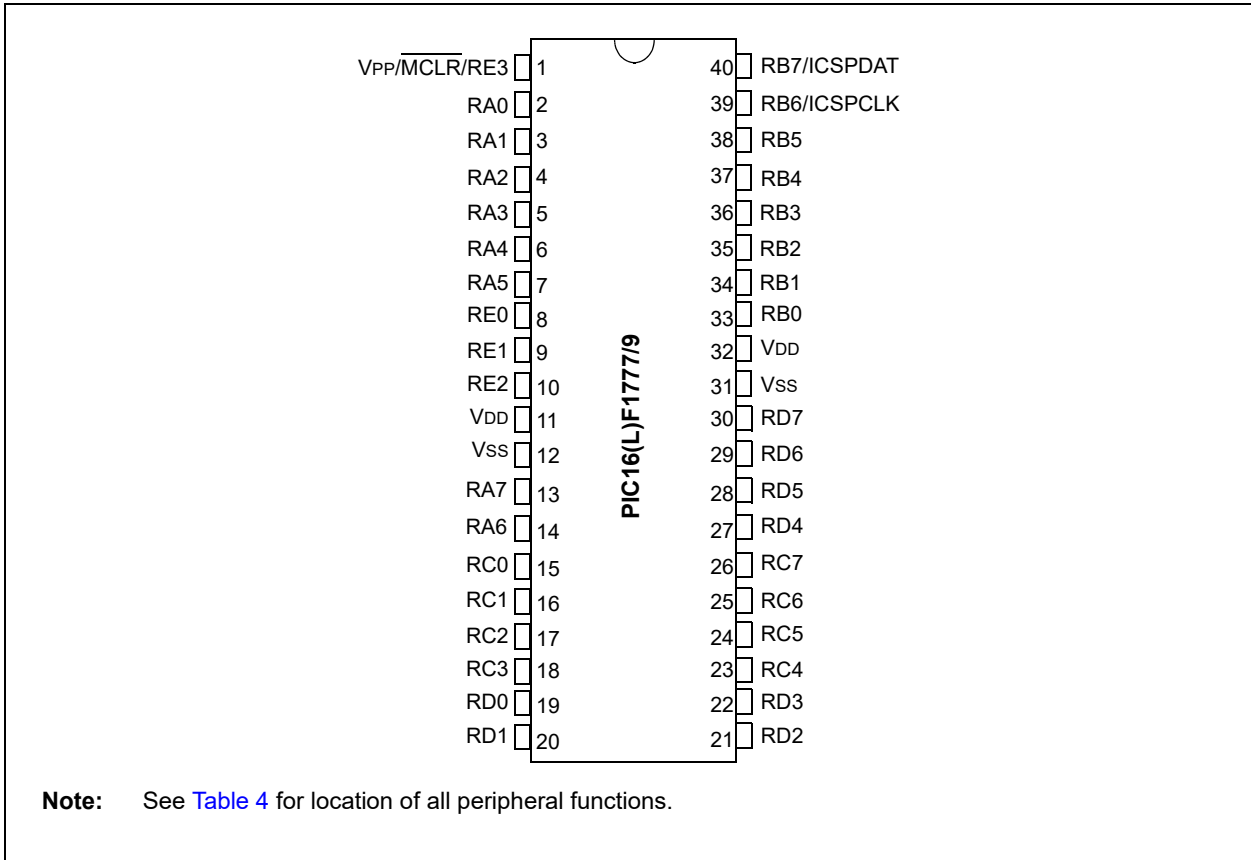 VPP/MCLR/RE3 1 40 RB7/ICSPDAT
RA0 2 39 RB6/ICSPCLK
RA1 3 38 RB5
RA2 4 37 RB4
RA3 5 36 RB3
RA4 6 35 RB2
RA5 7 34 RB1
RE0 8 33 RB0
RE1 9 32 VDD
RE2 10 31 VSS
VDD 11 30 RD7
VSS 12 29 RD6
RA7 13 28 RD5
RA6 14 27 RD4
RC0 15 26 RC7
RC1 16 25 RC6
RC2 17 24 RC5
RC3 18 23 RC4
RD0 19 22 RD3
RD1 20 21 RD2
PIC16(L)F1777/9
Note: See Table 4 for location of all peripheral functions.